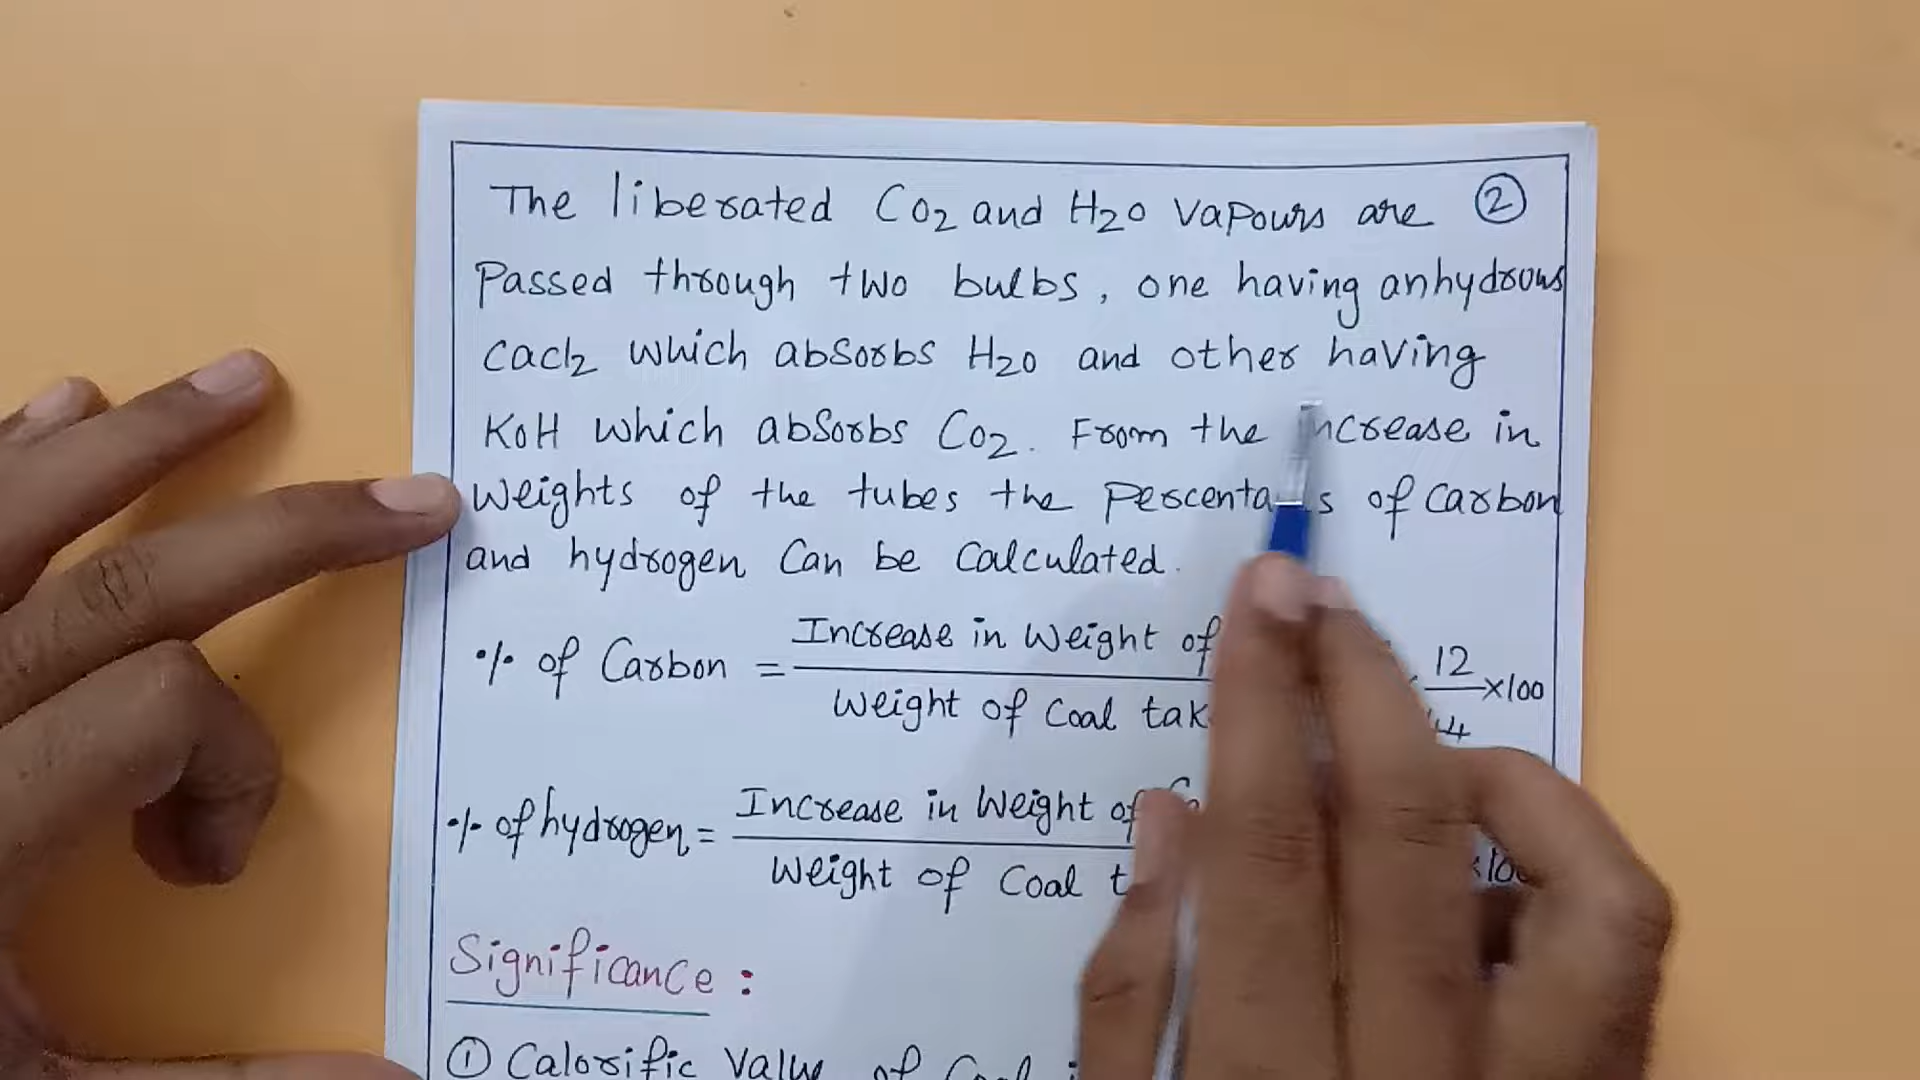 The liberated CO2 and H2O vapours are ②
Passed through two bulbs, one having anhydrous
CaCl2 which absorbs H2O and other having
KOH which absorbs CO2. From the increase in
weights of the tubes the of Carbon
and hydrogen Can be Calculated.
% of Carbon = Increase in weight of 12 ×100
weight of Coal 44
% of hydrogen = Increase in weight of
weight of Coal
Significance :
① Calorific Value of Coal